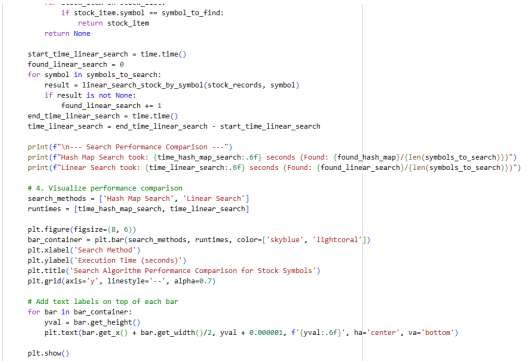 if stock_item.symbol == symbol_to_find:
return stock_item
return None
start_time_linear_search = time.time()
found_linear_search = 0
for symbol in symbols_to_search:
result = linear_search_stock_by_symbol(stock_records, symbol)
if result is not None:
found_linear_search += 1
end_time_linear_search = time.time()
time_linear_search = end_time_linear_search - start_time_linear_search
print(f"\n--- Search Performance Comparison ---")
print(f"Hash Map Search took: {time_hash_map_search:.6f} seconds (Found: {found_hash_map}/{len(symbols_to_search)})")
print(f"Linear Search took: {time_linear_search:.6f} seconds (Found: {found_linear_search}/{len(symbols_to_search)})")
# 4. Visualize performance comparison
search_methods = ['Hash Map Search', 'Linear Search']
runtimes = [time_hash_map_search, time_linear_search]
plt.figure(figsize=(8, 6))
bar_container = plt.bar(search_methods, runtimes, color=['skyblue', 'lightcoral'])
plt.xlabel('Search Method')
plt.ylabel('Execution Time (seconds)')
plt.title('Search Algorithm Performance Comparison for Stock Symbols')
plt.grid(axis='y', linestyle='--', alpha=0.7)
# Add text labels on top of each bar
for bar in bar_container:
yval = bar.get_height()
plt.text(bar.get_x() + bar.get_width()/2, yval + 0.000001, f'{yval:.6f}', ha='center', va='bottom')
plt.show()